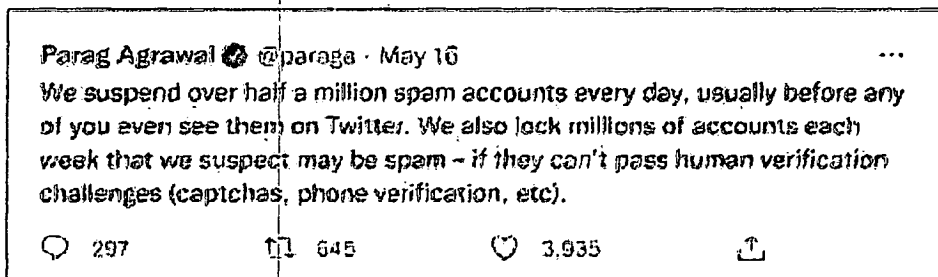 Parag Agrawal @paraga · May 16 ...
We suspend over half a million spam accounts every day, usually before any
of you even see them on Twitter. We also lock millions of accounts each
week that we suspect may be spam – if they can't pass human verification
challenges (captchas, phone verification, etc).
297 645 3,935